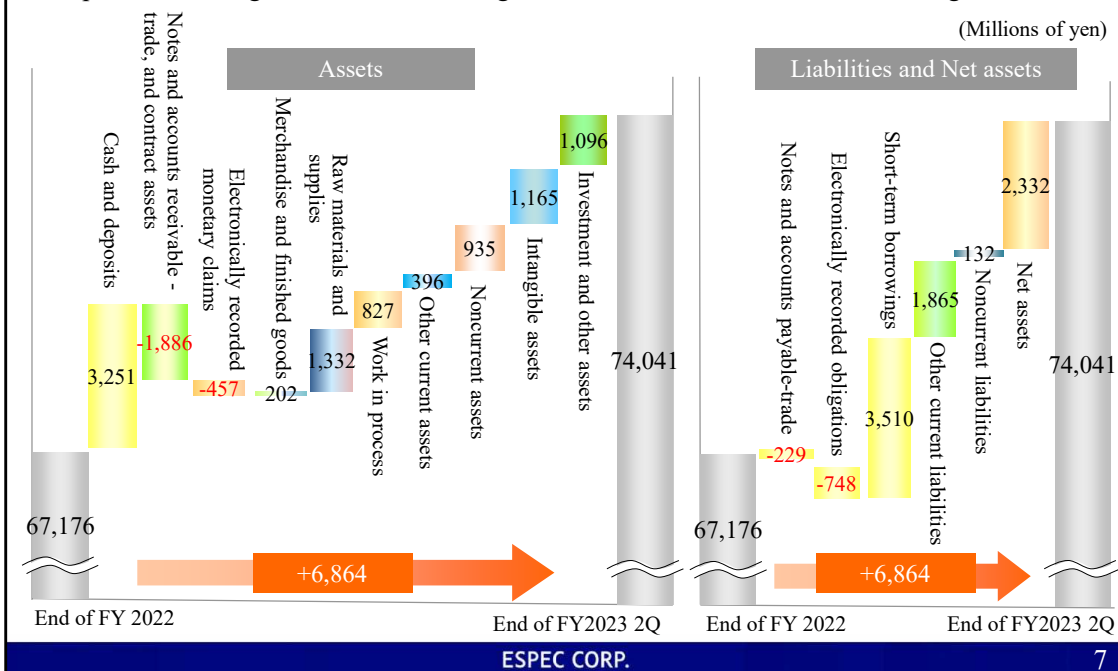 (Millions of yen)
Assets
Notes and accounts receivable -
trade, and contract assets
Cash and deposits
Electronically recorded
monetary claims
Merchandise and finished goods
Raw materials and
supplies
Work in process
Other current assets
Noncurrent assets
Intangible assets
Investment and other assets
3,251
-1,886
-457
202
1,332
827
396
935
1,165
1,096
67,176
74,041
+6,864
End of FY 2022
End of FY2023 2Q
Liabilities and Net assets
Notes and accounts payable-trade
Electronically recorded obligations
Short-term borrowings
Other current liabilities
Noncurrent liabilities
Net assets
-229
-748
3,510
1,865
132
2,332
67,176
74,041
+6,864
End of FY 2022
End of FY2023 2Q
ESPEC CORP.
7